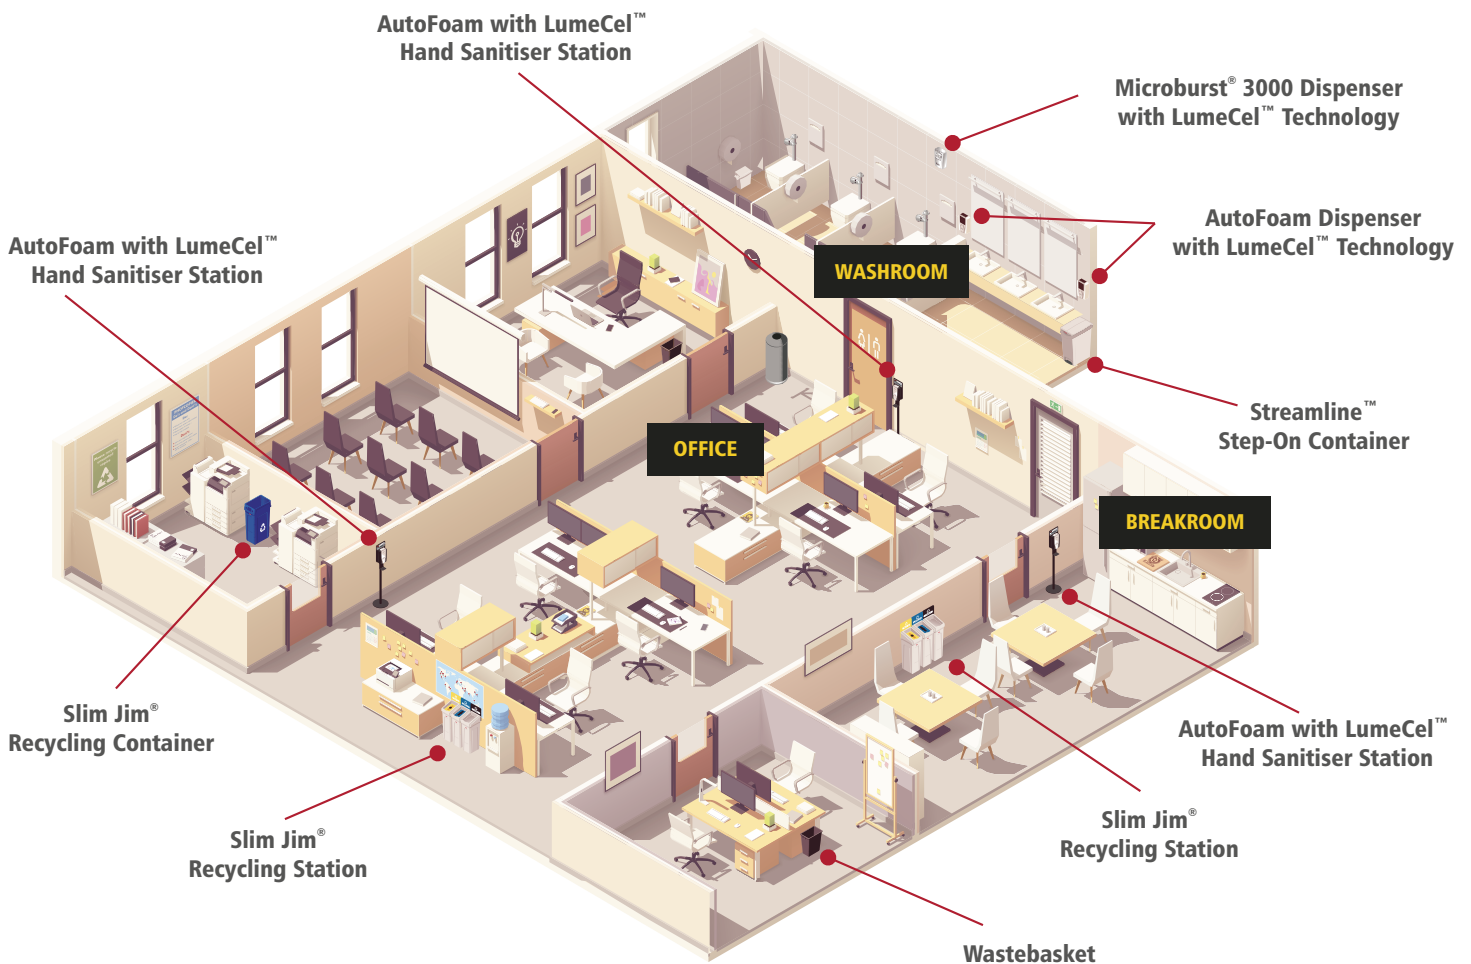 AutoFoam with LumeCel™
Hand Sanitiser Station
Microburst® 3000 Dispenser
with LumeCel™ Technology
AutoFoam Dispenser
with LumeCel™ Technology
AutoFoam with LumeCel™
Hand Sanitiser Station
WASHROOM
Streamline™
Step-On Container
OFFICE
BREAKROOM
Slim Jim®
Recycling Container
AutoFoam with LumeCel™
Hand Sanitiser Station
Slim Jim®
Recycling Station
Slim Jim®
Recycling Station
Wastebasket